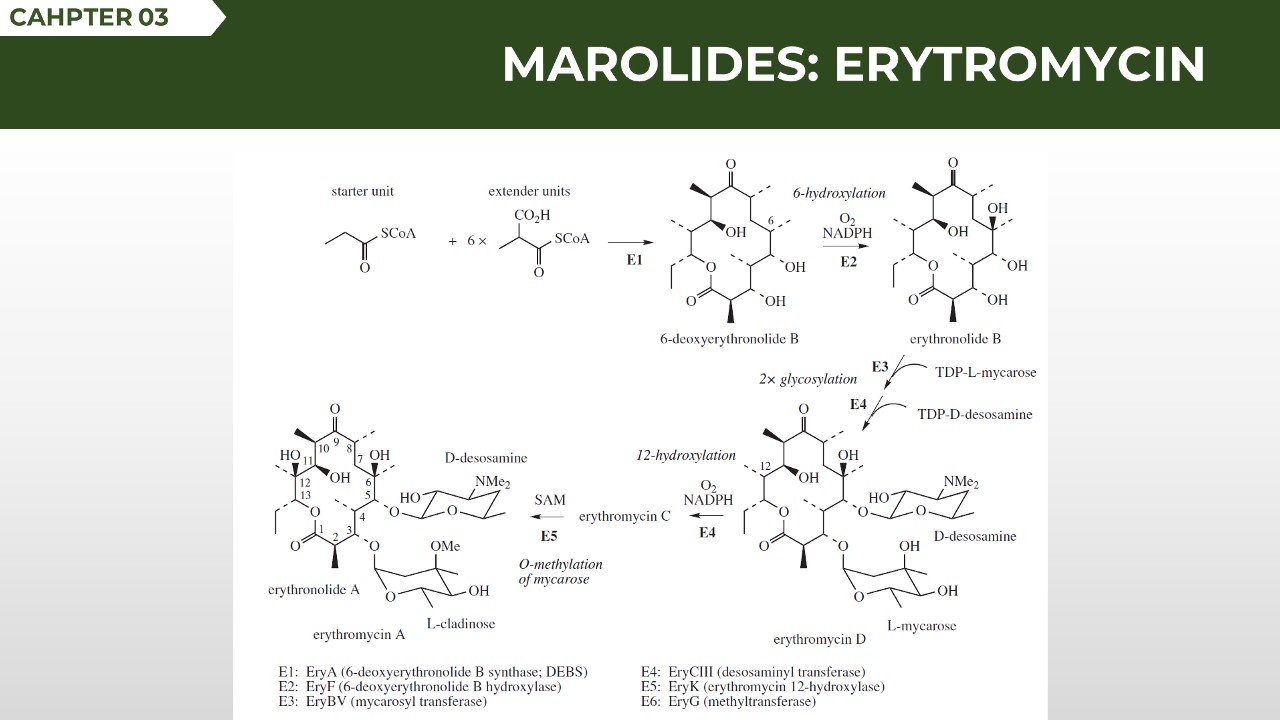 CAHPTER 03
MAROLIDES: ERYTROMYCIN
starter unit
extender units
SCoA
O
+ 6 ×
CO₂H
SCoA
O
E1
O
6
OH
O
OH
O
OH
6-deoxyerythronolide B
6-hydroxylation
O₂
NADPH
E2
O
OH
OH
O
OH
O
OH
erythronolide B
E3
TDP-L-mycarose
2× glycosylation
E4
TDP-D-desosamine
O
12
OH
OH
O
O
O
O
HO
NMe₂
O
D-desosamine
OH
O
OH
L-mycarose
erythromycin D
12-hydroxylation
O₂
NADPH
E4
erythromycin C
SAM
E5
O-methylation
of mycarose
O
9
10
8
HO
11
7
OH
OH
12
6
13
5
O
4
O
1
3
O
2
O
HO
NMe₂
O
D-desosamine
OMe
O
OH
L-cladinose
erythronolide A
erythromycin A
E1: EryA (6-deoxyerythronolide B synthase; DEBS)
E2: EryF (6-deoxyerythronolide B hydroxylase)
E3: EryBV (mycarosyl transferase)
E4: EryCIII (desosaminyl transferase)
E5: EryK (erythromycin 12-hydroxylase)
E6: EryG (methyltransferase)